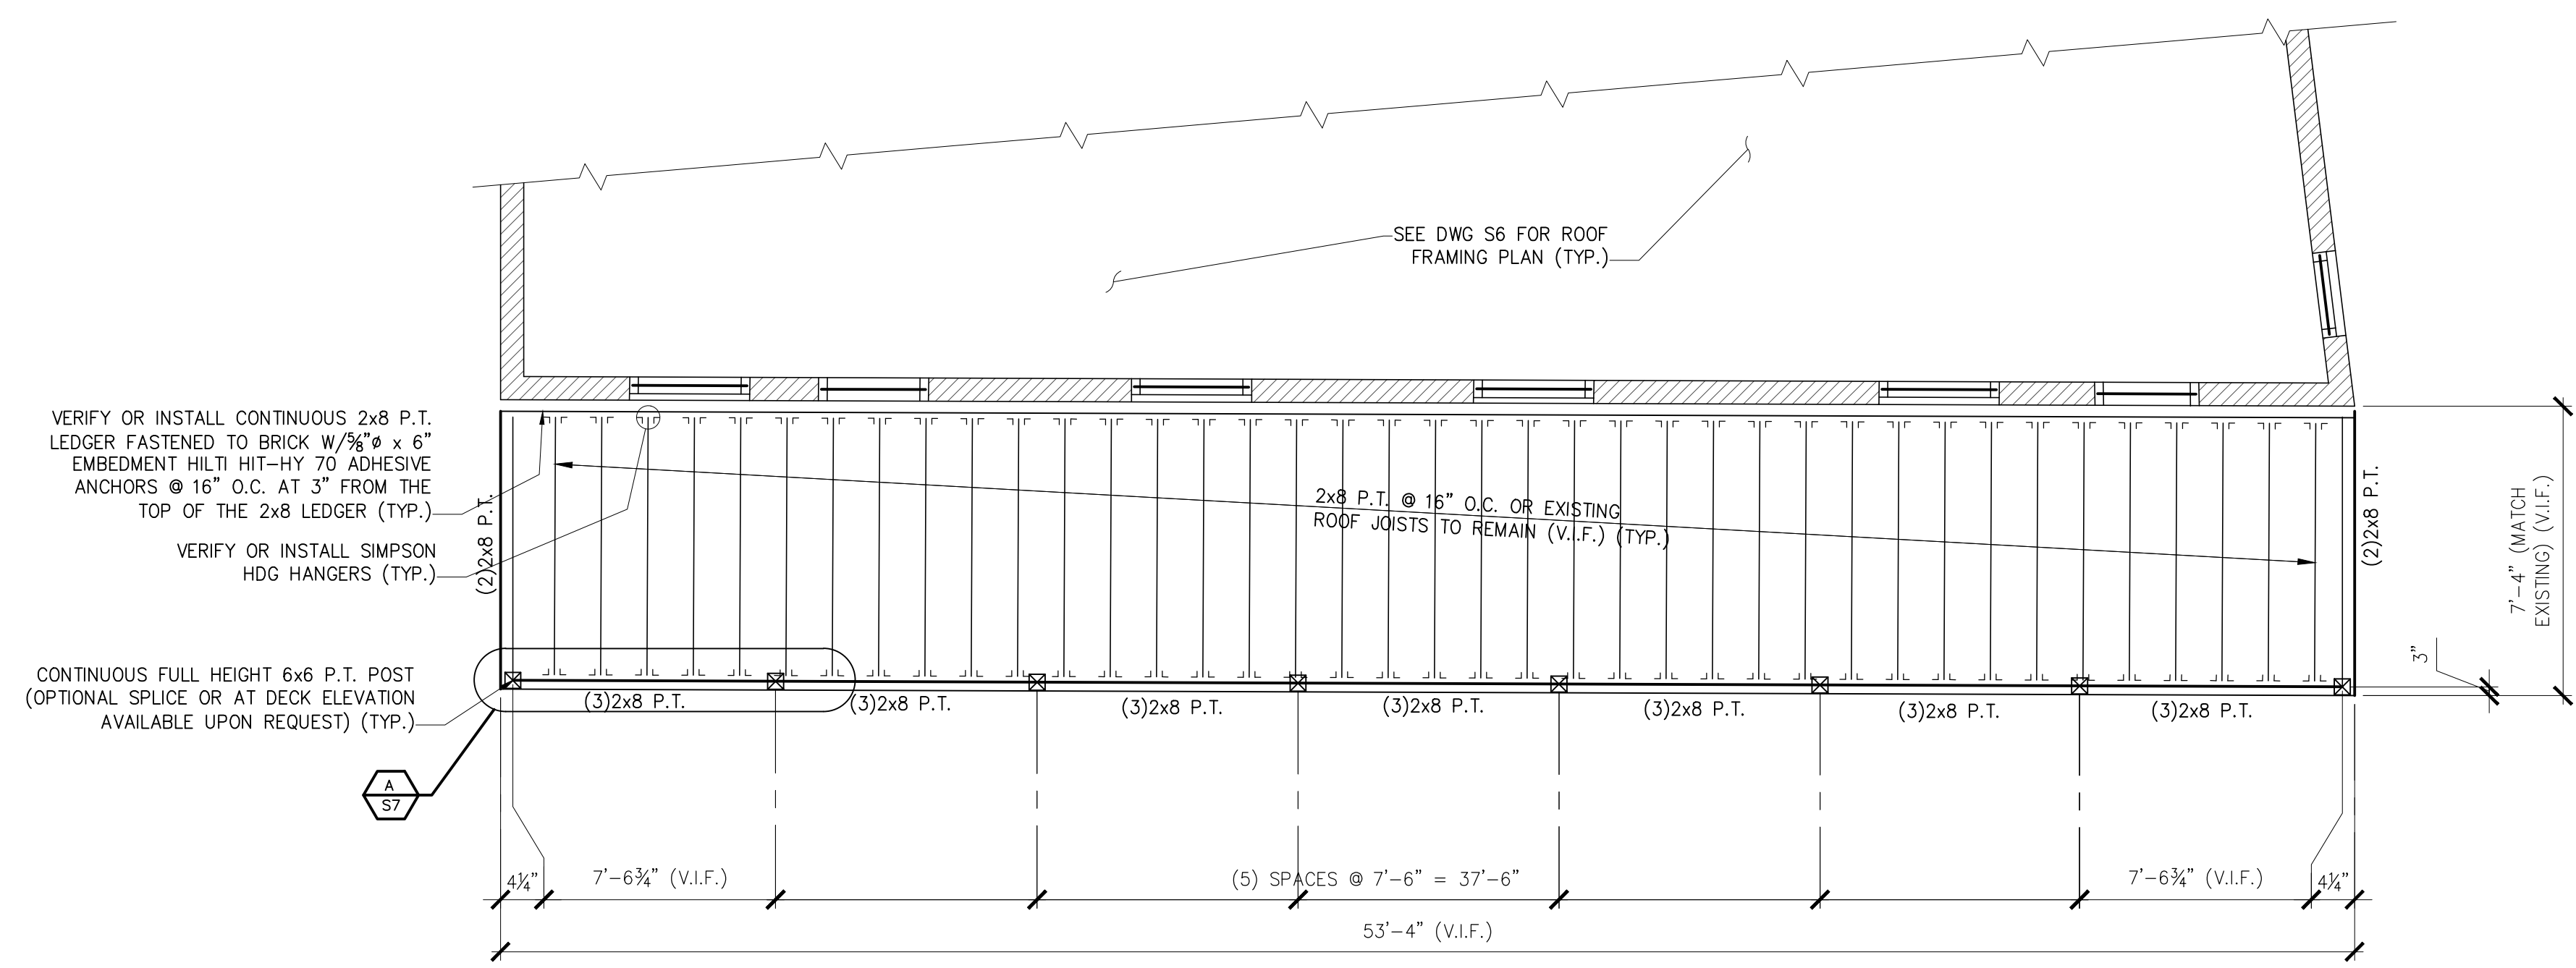 SEE DWG S6 FOR ROOF
FRAMING PLAN (TYP.)
VERIFY OR INSTALL CONTINUOUS 2x8 P.T.
LEDGER FASTENED TO BRICK W/⅝"ø x 6"
EMBEDMENT HILTI HIT-HY 70 ADHESIVE
ANCHORS @ 16" O.C. AT 3" FROM THE
TOP OF THE 2x8 LEDGER (TYP.)
VERIFY OR INSTALL SIMPSON
HDG HANGERS (TYP.)
(2)2x8 P.T.
2x8 P.T. @ 16" O.C. OR EXISTING
ROOF JOISTS TO REMAIN (V.I.F.) (TYP.)
(2)2x8 P.T.
7'-4" (MATCH
EXISTING) (V.I.F.)
3"
CONTINUOUS FULL HEIGHT 6x6 P.T. POST
(OPTIONAL SPLICE OR AT DECK ELEVATION
AVAILABLE UPON REQUEST) (TYP.)
(3)2x8 P.T.
(3)2x8 P.T.
(3)2x8 P.T.
(3)2x8 P.T.
(3)2x8 P.T.
(3)2x8 P.T.
(3)2x8 P.T.
A
S7
4¼"
7'-6¾" (V.I.F.)
(5) SPACES @ 7'-6" = 37'-6"
7'-6¾" (V.I.F.)
4¼"
53'-4" (V.I.F.)